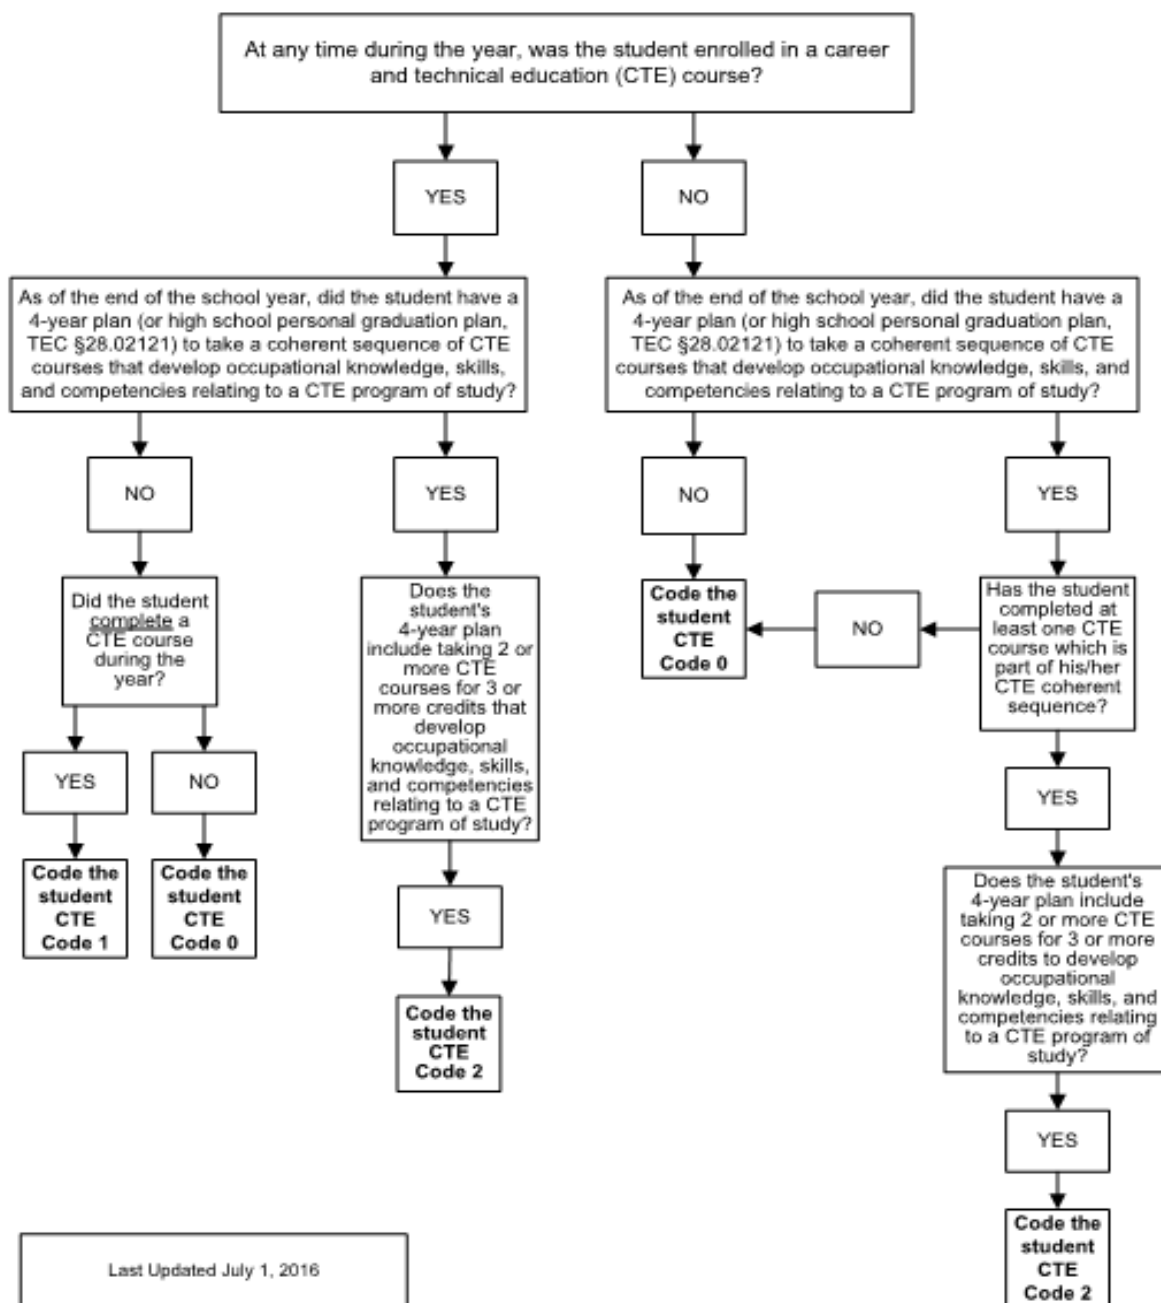 At any time during the year, was the student enrolled in a career
and technical education (CTE) course?
YES
NO
As of the end of the school year, did the student have a
4-year plan (or high school personal graduation plan,
TEC §28.02121) to take a coherent sequence of CTE
courses that develop occupational knowledge, skills,
and competencies relating to a CTE program of study?
As of the end of the school year, did the student have a
4-year plan (or high school personal graduation plan,
TEC §28.02121) to take a coherent sequence of CTE
courses that develop occupational knowledge, skills, and
competencies relating to a CTE program of study?
NO
YES
NO
YES
Did the student
complete a
CTE course
during the
year?
Does the
student's
4-year plan
include taking 2 or
more CTE
courses for 3 or
more credits that
develop
occupational
knowledge, skills,
and competencies
relating to a CTE
program of study?
Code the
student
CTE
Code 0
NO
Has the student
completed at
least one CTE
course which is
part of his/her
CTE coherent
sequence?
YES
NO
YES
Code the
student
CTE
Code 1
Code the
student
CTE
Code 0
YES
Does the student's
4-year plan include
taking 2 or more CTE
courses for 3 or more
credits to develop
occupational
knowledge, skills, and
competencies relating
to a CTE program of
study?
Code the
student
CTE
Code 2
YES
Code the
student
CTE
Code 2
Last Updated July 1, 2016